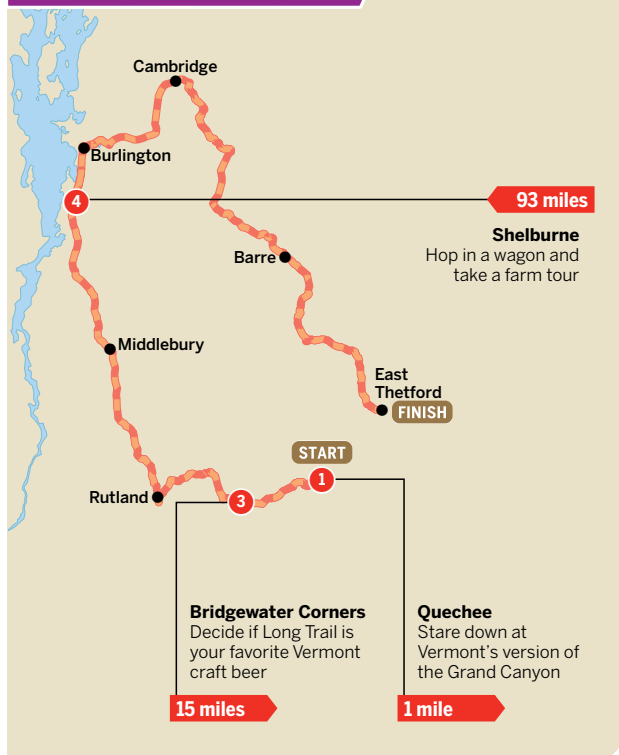 Cambridge
Burlington
4
93 miles
Shelburne
Hop in a wagon and
take a farm tour
Barre
Middlebury
East
Thetford
FINISH
START
1
Rutland
3
Bridgewater Corners
Decide if Long Trail is
your favorite Vermont
craft beer
15 miles
Quechee
Stare down at
Vermont's version of
the Grand Canyon
1 mile